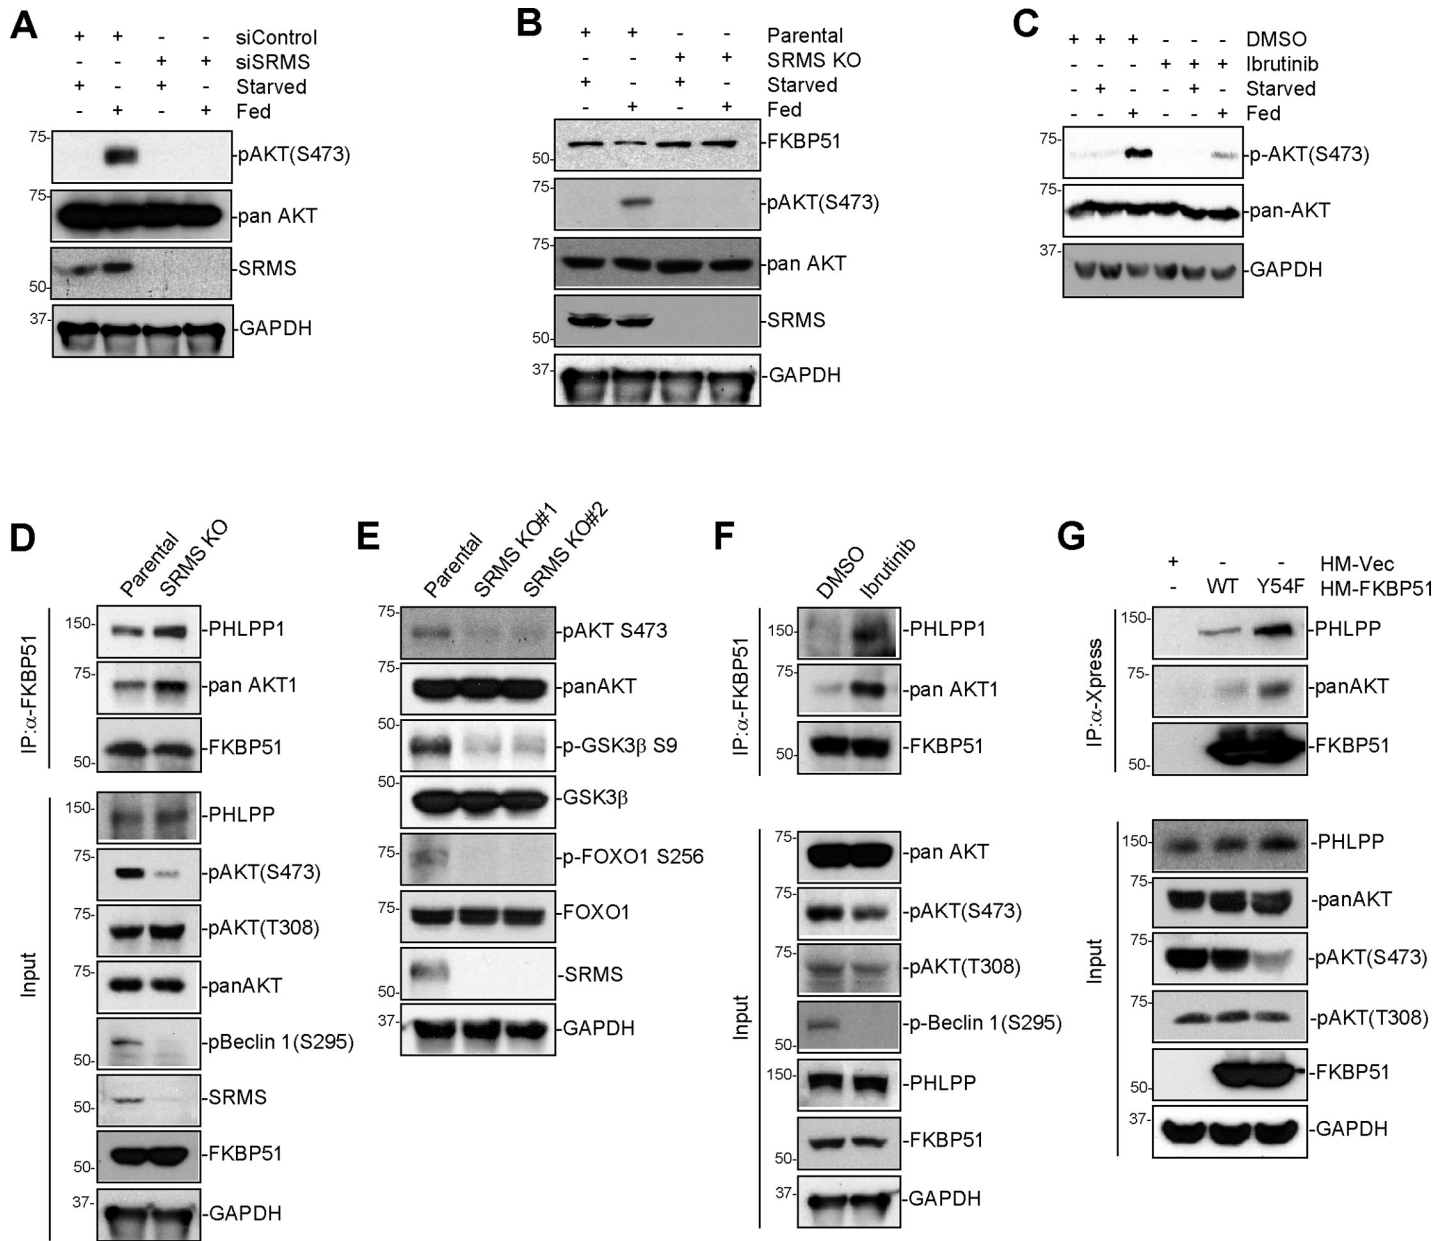 A
+ + - - siControl
- - + + siSRMS
+ - + - Starved
- + - + Fed
75- -pAKT(S473)
75- -pan AKT
50- -SRMS
37- -GAPDH
B
+ + - - Parental
- - + + SRMS KO
+ - + - Starved
- + - + Fed
50- -FKBP51
75- -pAKT(S473)
75- -pan AKT
50- -SRMS
37- -GAPDH
C
+ + + - - - DMSO
- - - + + + Ibrutinib
- + - - + - Starved
- - + - - + Fed
75- -p-AKT(S473)
75- -pan-AKT
37- -GAPDH
D
Parental
SRMS KO
IP:α-FKBP51
150- -PHLPP1
75- -pan AKT1
50- -FKBP51
Input
150- -PHLPP
75- -pAKT(S473)
75- -pAKT(T308)
75- -panAKT
50- -pBeclin 1(S295)
50- -SRMS
50- -FKBP51
37- -GAPDH
E
Parental
SRMS KO#1
SRMS KO#2
75- -pAKT S473
75- -panAKT
50- -p-GSK3β S9
50- -GSK3β
75- -p-FOXO1 S256
75- -FOXO1
50- -SRMS
37- -GAPDH
F
DMSO
Ibrutinib
IP:α-FKBP51
150- -PHLPP1
75- -pan AKT1
50- -FKBP51
Input
75- -pan AKT
75- -pAKT(S473)
75- -pAKT(T308)
50- -p-Beclin 1(S295)
150- -PHLPP
50- -FKBP51
37- -GAPDH
G
+ - - HM-Vec
- WT Y54F HM-FKBP51
IP:α-Xpress
150- -PHLPP
75- -panAKT
50- -FKBP51
Input
150- -PHLPP
75- -panAKT
75- -pAKT(S473)
75- -pAKT(T308)
50- -FKBP51
37- -GAPDH